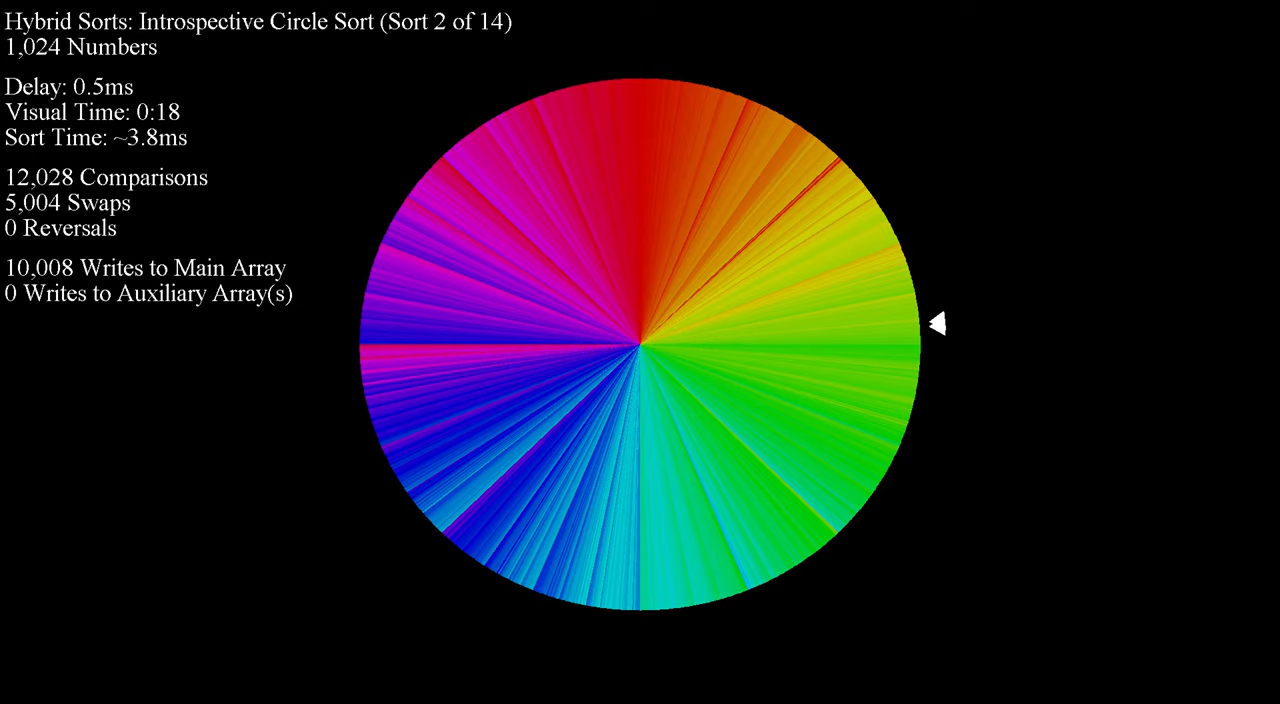 Hybrid Sorts: Introspective Circle Sort (Sort 2 of 14)
1,024 Numbers
Delay: 0.5ms
Visual Time: 0:18
Sort Time: ~3.8ms
12,028 Comparisons
5,004 Swaps
0 Reversals
10,008 Writes to Main Array
0 Writes to Auxiliary Array(s)